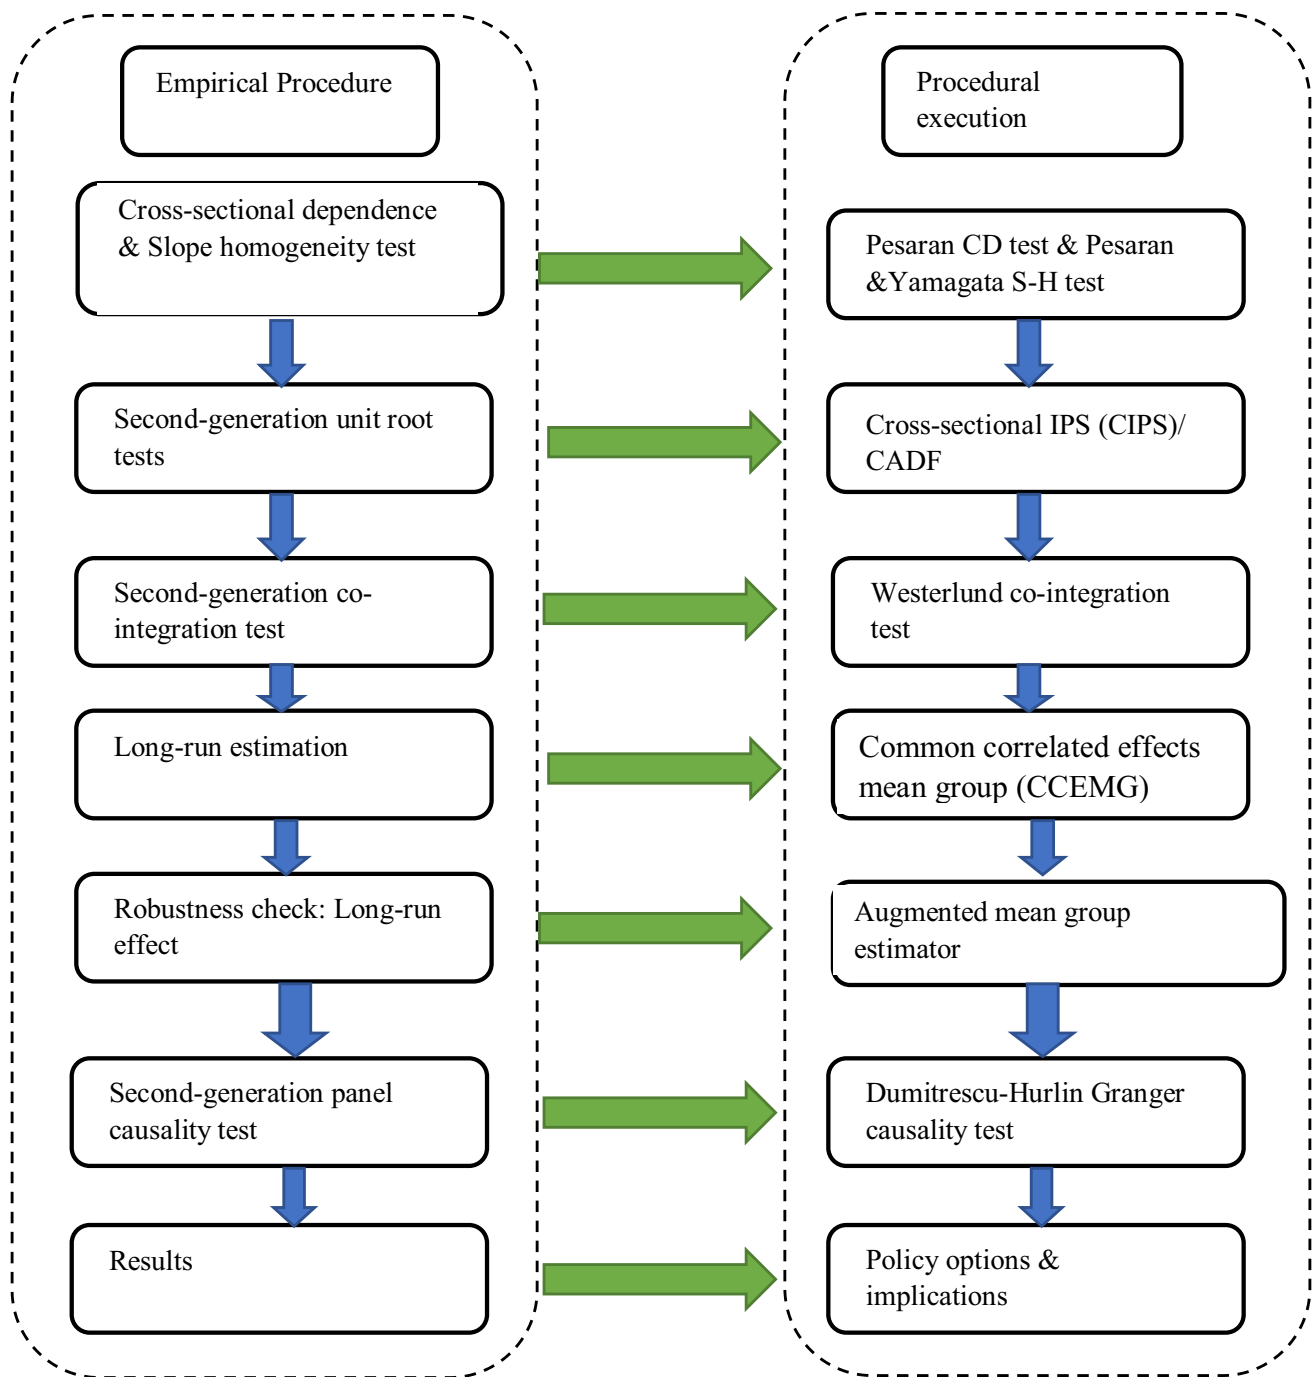 Empirical Procedure
Procedural
execution
Cross-sectional dependence
& Slope homogeneity test
Pesaran CD test & Pesaran
&Yamagata S-H test
Second-generation unit root
tests
Cross-sectional IPS (CIPS)/
CADF
Second-generation co-
integration test
Westerlund co-integration
test
Long-run estimation
Common correlated effects
mean group (CCEMG)
Robustness check: Long-run
effect
Augmented mean group
estimator
Second-generation panel
causality test
Dumitrescu-Hurlin Granger
causality test
Results
Policy options &
implications